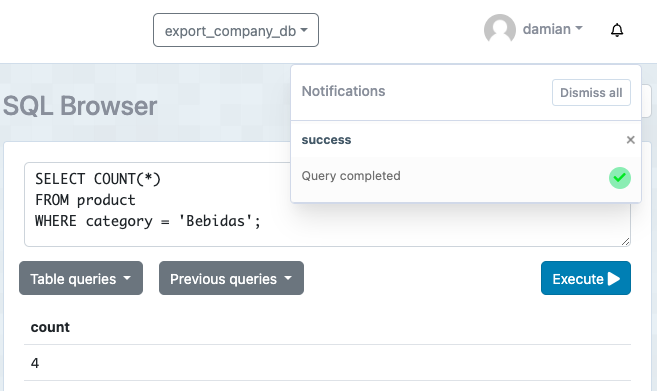 export_company_db
damian
SQL Browser
Notifications
Dismiss all
success
×
Query completed
SELECT COUNT(*)
FROM product
WHERE category = 'Bebidas';
Table queries
Previous queries
Execute
count
4